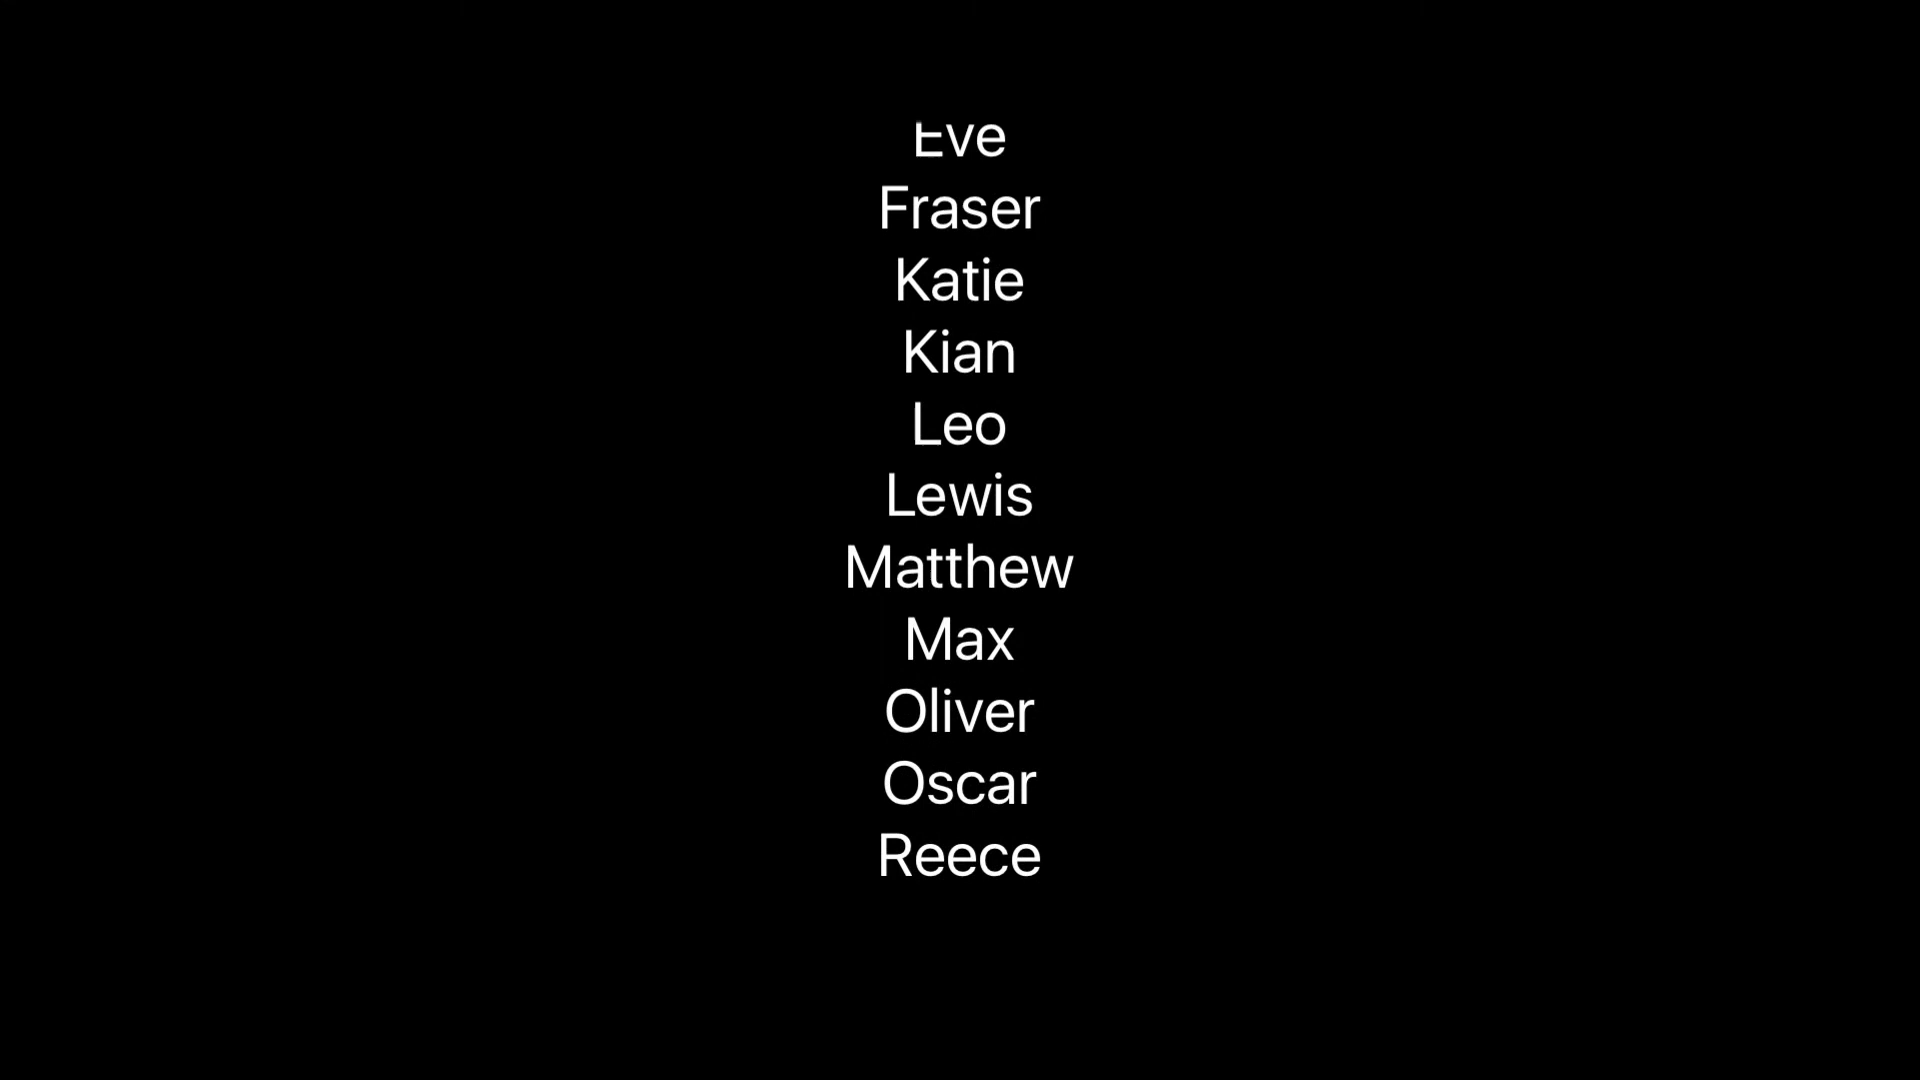 Eve
Fraser
Katie
Kian
Leo
Lewis
Matthew
Max
Oliver
Oscar
Reece